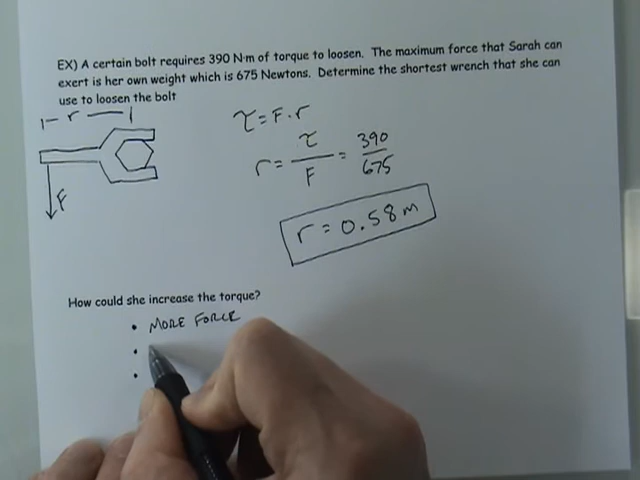 EX) A certain bolt requires 390 N·m of torque to loosen. The maximum force that Sarah can
exert is her own weight which is 675 Newtons. Determine the shortest wrench that she can
use to loosen the bolt
r
τ = F · r
r = τ / F = 390 / 675
F
r = 0.58 m
How could she increase the torque?
• MORE FORCE
•
•